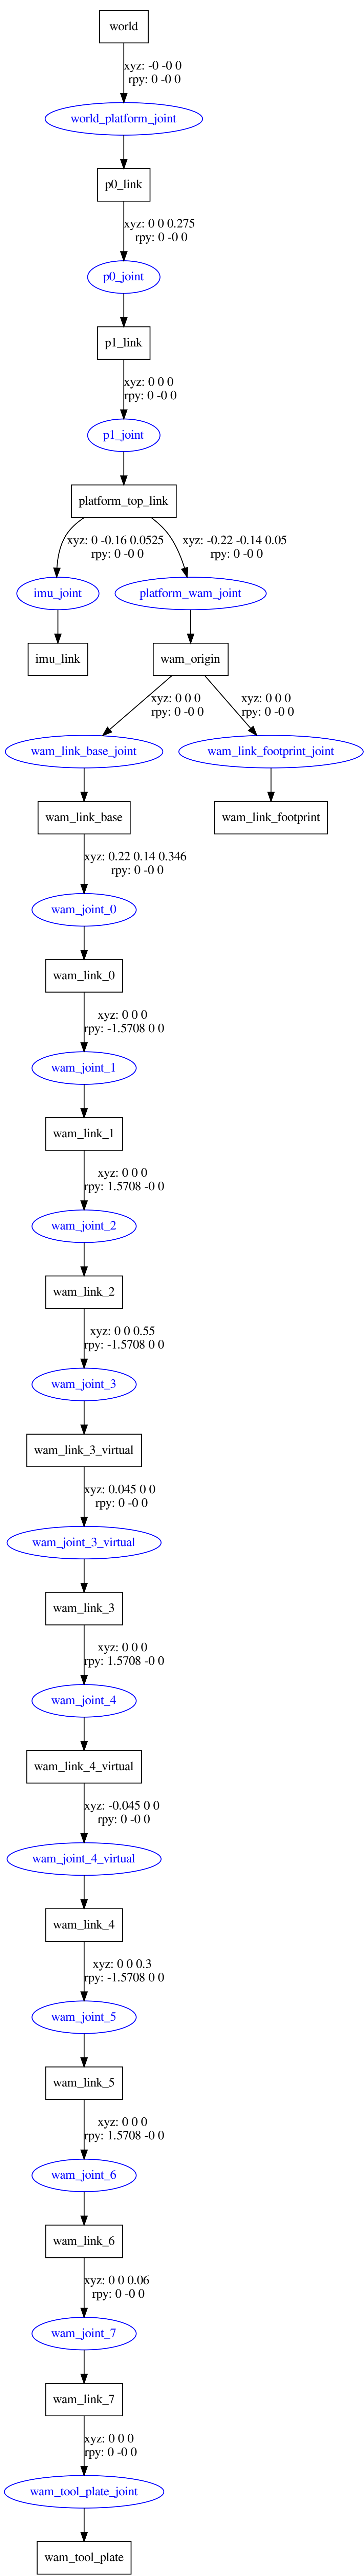 world
xyz: -0 -0 0
rpy: 0 -0 0
world_platform_joint
p0_link
xyz: 0 0 0.275
rpy: 0 -0 0
p0_joint
p1_link
xyz: 0 0 0
rpy: 0 -0 0
p1_joint
platform_top_link
xyz: 0 -0.16 0.0525
rpy: 0 -0 0
xyz: -0.22 -0.14 0.05
rpy: 0 -0 0
imu_joint
platform_wam_joint
imu_link
wam_origin
xyz: 0 0 0
rpy: 0 -0 0
xyz: 0 0 0
rpy: 0 -0 0
wam_link_base_joint
wam_link_footprint_joint
wam_link_base
wam_link_footprint
xyz: 0.22 0.14 0.346
rpy: 0 -0 0
wam_joint_0
wam_link_0
xyz: 0 0 0
rpy: -1.5708 0 0
wam_joint_1
wam_link_1
xyz: 0 0 0
rpy: 1.5708 -0 0
wam_joint_2
wam_link_2
xyz: 0 0 0.55
rpy: -1.5708 0 0
wam_joint_3
wam_link_3_virtual
xyz: 0.045 0 0
rpy: 0 -0 0
wam_joint_3_virtual
wam_link_3
xyz: 0 0 0
rpy: 1.5708 -0 0
wam_joint_4
wam_link_4_virtual
xyz: -0.045 0 0
rpy: 0 -0 0
wam_joint_4_virtual
wam_link_4
xyz: 0 0 0.3
rpy: -1.5708 0 0
wam_joint_5
wam_link_5
xyz: 0 0 0
rpy: 1.5708 -0 0
wam_joint_6
wam_link_6
xyz: 0 0 0.06
rpy: 0 -0 0
wam_joint_7
wam_link_7
xyz: 0 0 0
rpy: 0 -0 0
wam_tool_plate_joint
wam_tool_plate